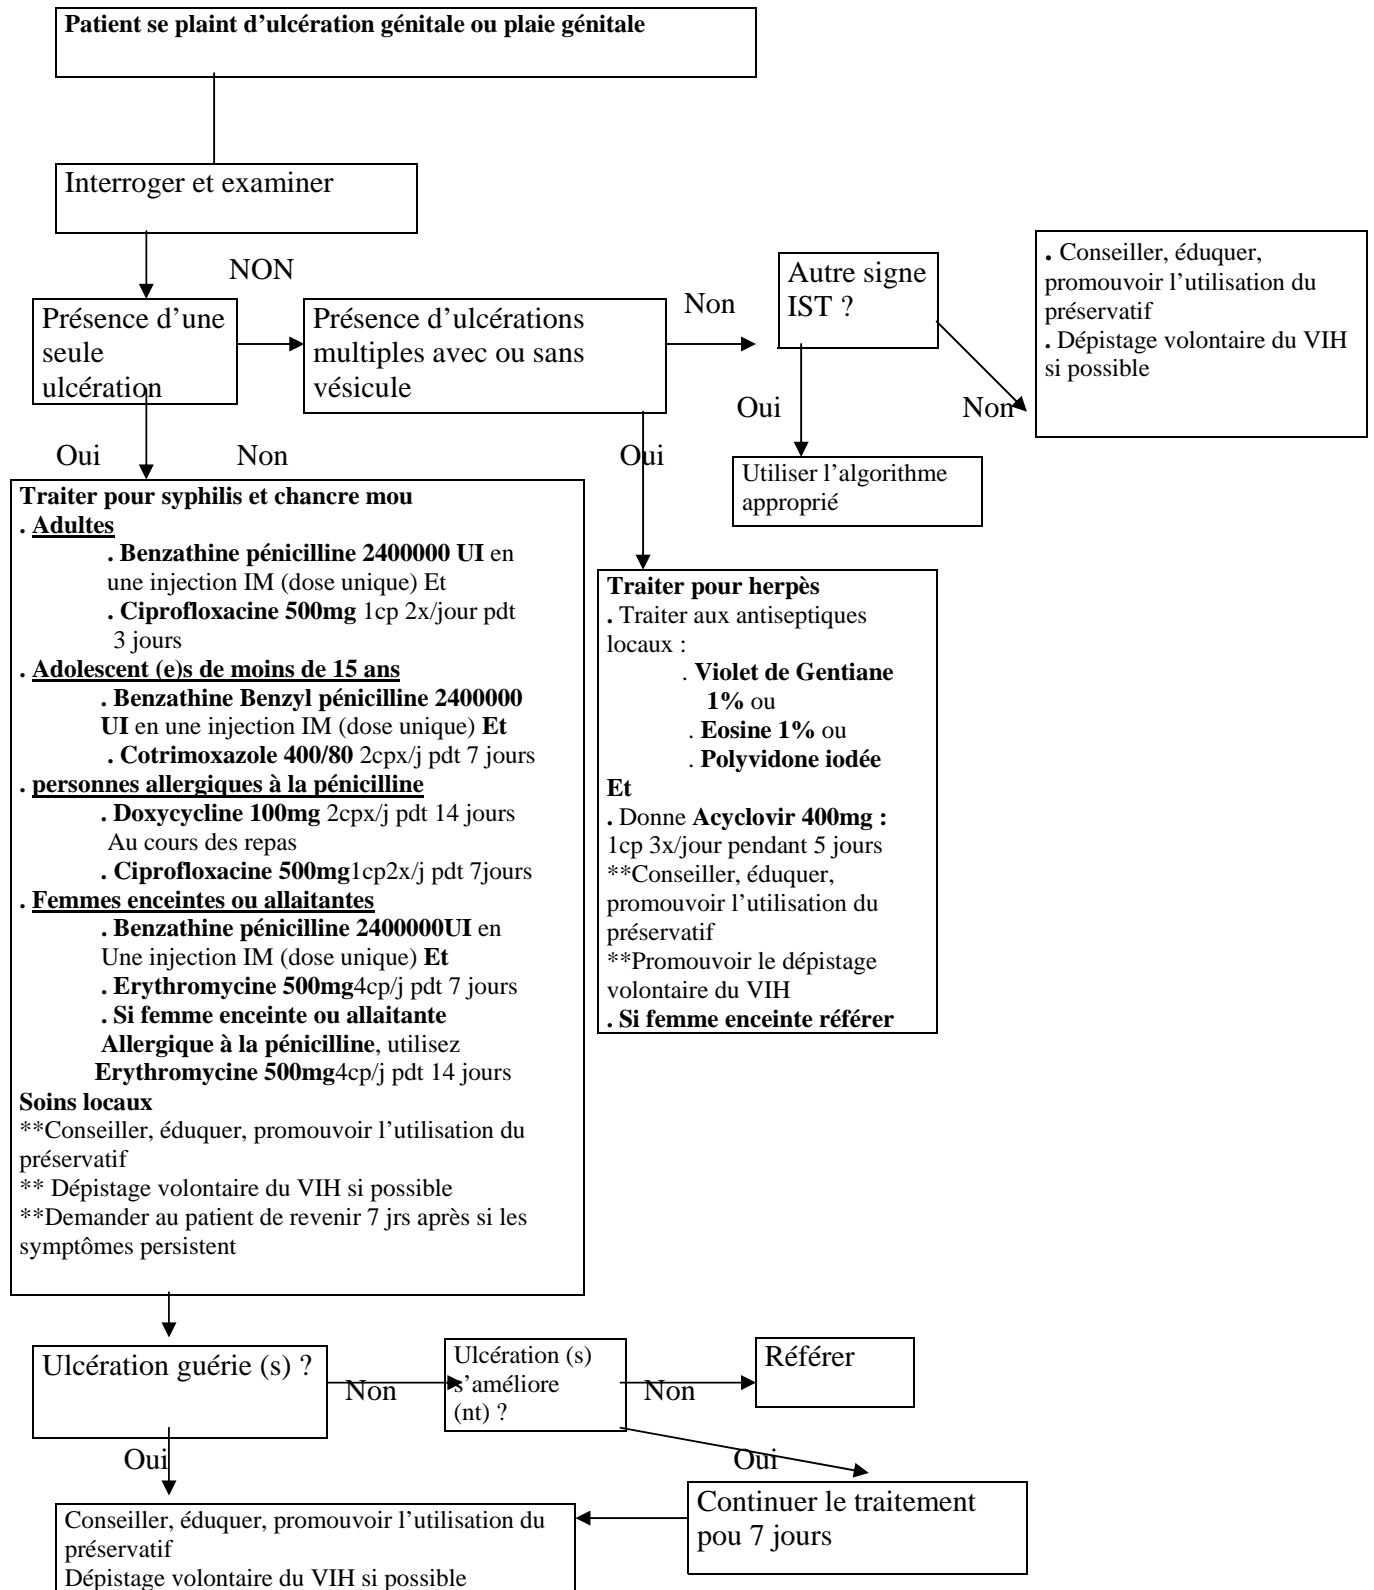 Patient se plaint d’ulcération génitale ou plaie génitale
Interroger et examiner
NON
Présence d’une
seule
ulcération
Présence d’ulcérations
multiples avec ou sans
vésicule
Non
Autre signe
IST ?
. Conseiller, éduquer,
promouvoir l’utilisation du
préservatif
. Dépistage volontaire du VIH
si possible
Oui
Non
Oui
Non
Oui
Utiliser l’algorithme
approprié
Traiter pour syphilis et chancre mou
. Adultes
. Benzathine pénicilline 2400000 UI en
une injection IM (dose unique) Et
. Ciprofloxacine 500mg 1cp 2x/jour pdt
3 jours
. Adolescent (e)s de moins de 15 ans
. Benzathine Benzyl pénicilline 2400000
UI en une injection IM (dose unique) Et
. Cotrimoxazole 400/80 2cpx/j pdt 7 jours
. personnes allergiques à la pénicilline
. Doxycycline 100mg 2cpx/j pdt 14 jours
Au cours des repas
. Ciprofloxacine 500mg1cp2x/j pdt 7jours
. Femmes enceintes ou allaitantes
. Benzathine pénicilline 2400000UI en
Une injection IM (dose unique) Et
. Erythromycine 500mg4cp/j pdt 7 jours
. Si femme enceinte ou allaitante
Allergique à la pénicilline, utilisez
Erythromycine 500mg4cp/j pdt 14 jours
Soins locaux
**Conseiller, éduquer, promouvoir l’utilisation du
préservatif
** Dépistage volontaire du VIH si possible
**Demander au patient de revenir 7 jrs après si les
symptômes persistent
Traiter pour herpès
. Traiter aux antiseptiques
locaux :
. Violet de Gentiane
1% ou
. Eosine 1% ou
. Polyvidone iodée
Et
. Donne Acyclovir 400mg :
1cp 3x/jour pendant 5 jours
**Conseiller, éduquer,
promouvoir l’utilisation du
préservatif
**Promouvoir le dépistage
volontaire du VIH
. Si femme enceinte référer
Ulcération guérie (s) ?
Non
Ulcération (s)
s’améliore
(nt) ?
Non
Référer
Oui
Oui
Continuer le traitement
pou 7 jours
Conseiller, éduquer, promouvoir l’utilisation du
préservatif
Dépistage volontaire du VIH si possible